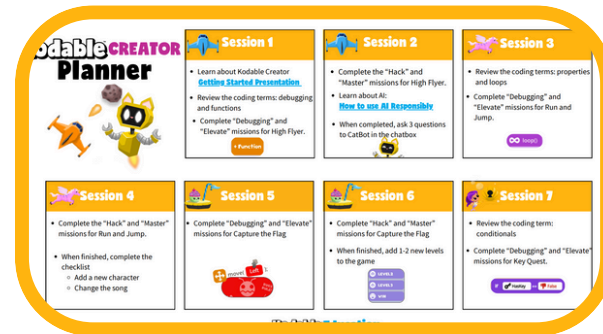 Kodable CREATOR
Planner
Session 1
• Learn about Kodable Creator
Getting Started Presentation
• Review the coding terms: debugging
and functions
• Complete “Debugging” and
“Elevate” missions for High Flyer.
+ Function
Session 2
• Complete the “Hack” and
“Master” missions for High Flyer.
• Learn about AI:
How to use AI Responsibly
• When completed, ask 3 questions
to CatBot in the chatbox
Session 3
• Review the coding terms: properties
and loops
• Complete “Debugging” and
“Elevate” missions for Run and
Jump.
loop()
Session 4
• Complete the “Hack” and “Master”
missions for Run and Jump.
• When finished, complete the
checklist
○ Add a new character
○ Change the song
Session 5
• Complete “Debugging” and “Elevate”
missions for Capture the Flag
move( Left
Session 6
• Complete “Hack” and “Master”
missions for Capture the Flag
• When finished, add 1-2 new levels
to the game
LEVEL 2
LEVEL 3
WIN
Session 7
• Review the coding term:
conditionals
• Complete “Debugging” and “Elevate”
missions for Key Quest.
if HasKey False